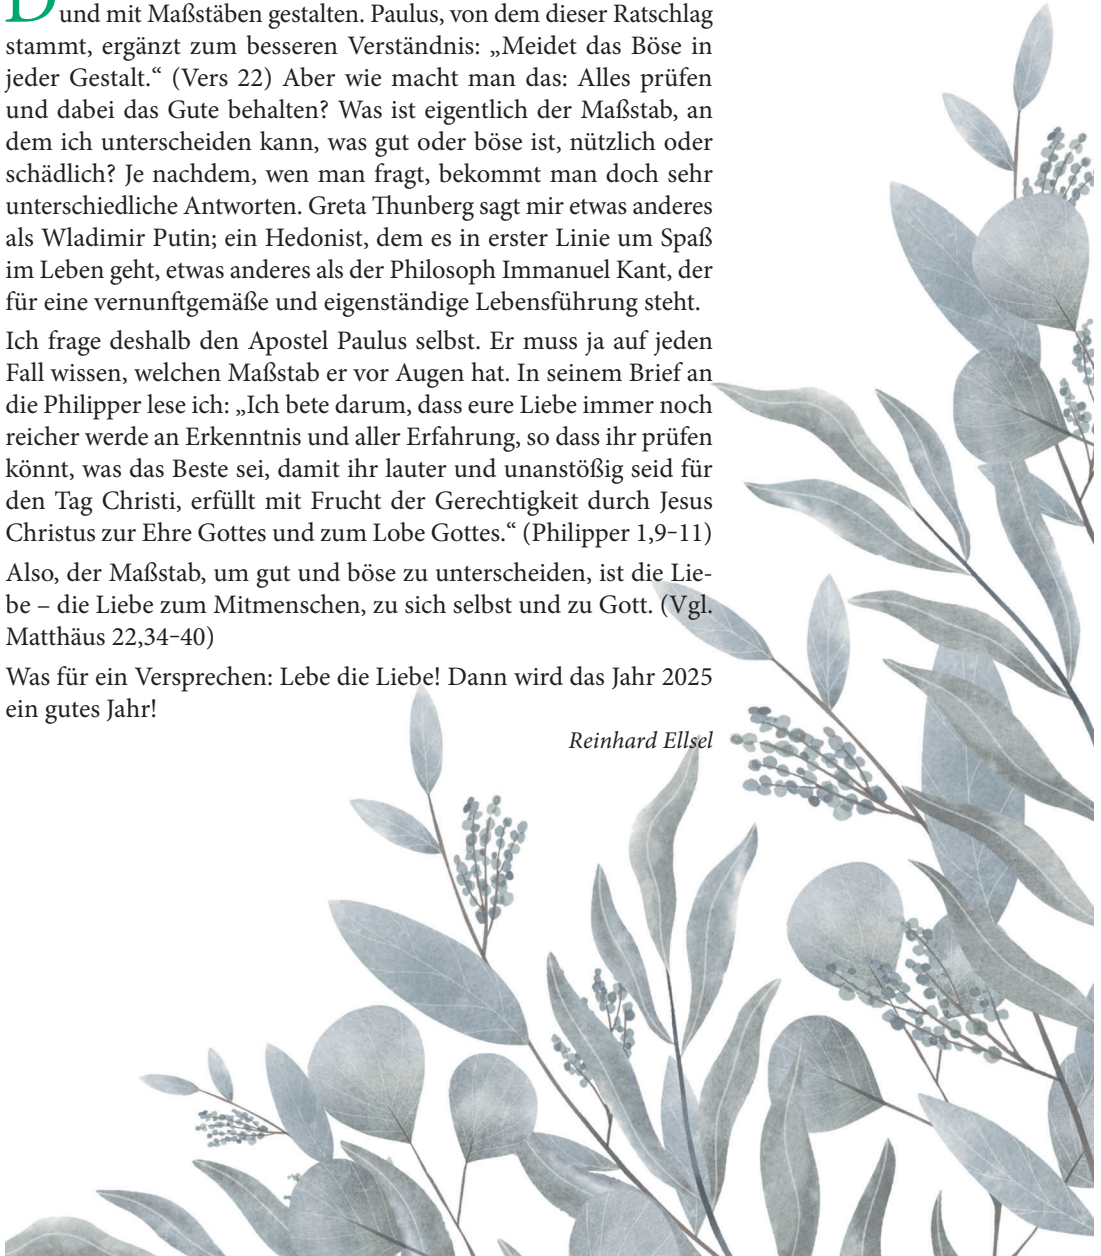 D
und mit Maßstäben gestalten. Paulus, von dem dieser Ratschlag
stammt, ergänzt zum besseren Verständnis: „Meidet das Böse in
jeder Gestalt.“ (Vers 22) Aber wie macht man das: Alles prüfen
und dabei das Gute behalten? Was ist eigentlich der Maßstab, an
dem ich unterscheiden kann, was gut oder böse ist, nützlich oder
schädlich? Je nachdem, wen man fragt, bekommt man doch sehr
unterschiedliche Antworten. Greta Thunberg sagt mir etwas anderes
als Wladimir Putin; ein Hedonist, dem es in erster Linie um Spaß
im Leben geht, etwas anderes als der Philosoph Immanuel Kant, der
für eine vernunftgemäße und eigenständige Lebensführung steht.
Ich frage deshalb den Apostel Paulus selbst. Er muss ja auf jeden
Fall wissen, welchen Maßstab er vor Augen hat. In seinem Brief an
die Philipper lese ich: „Ich bete darum, dass eure Liebe immer noch
reicher werde an Erkenntnis und aller Erfahrung, so dass ihr prüfen
könnt, was das Beste sei, damit ihr lauter und unanstößig seid für
den Tag Christi, erfüllt mit Frucht der Gerechtigkeit durch Jesus
Christus zur Ehre Gottes und zum Lobe Gottes.“ (Philipper 1,9-11)
Also, der Maßstab, um gut und böse zu unterscheiden, ist die Lie-
be – die Liebe zum Mitmenschen, zu sich selbst und zu Gott. (Vgl.
Matthäus 22,34-40)
Was für ein Versprechen: Lebe die Liebe! Dann wird das Jahr 2025
ein gutes Jahr!
Reinhard Ellsel